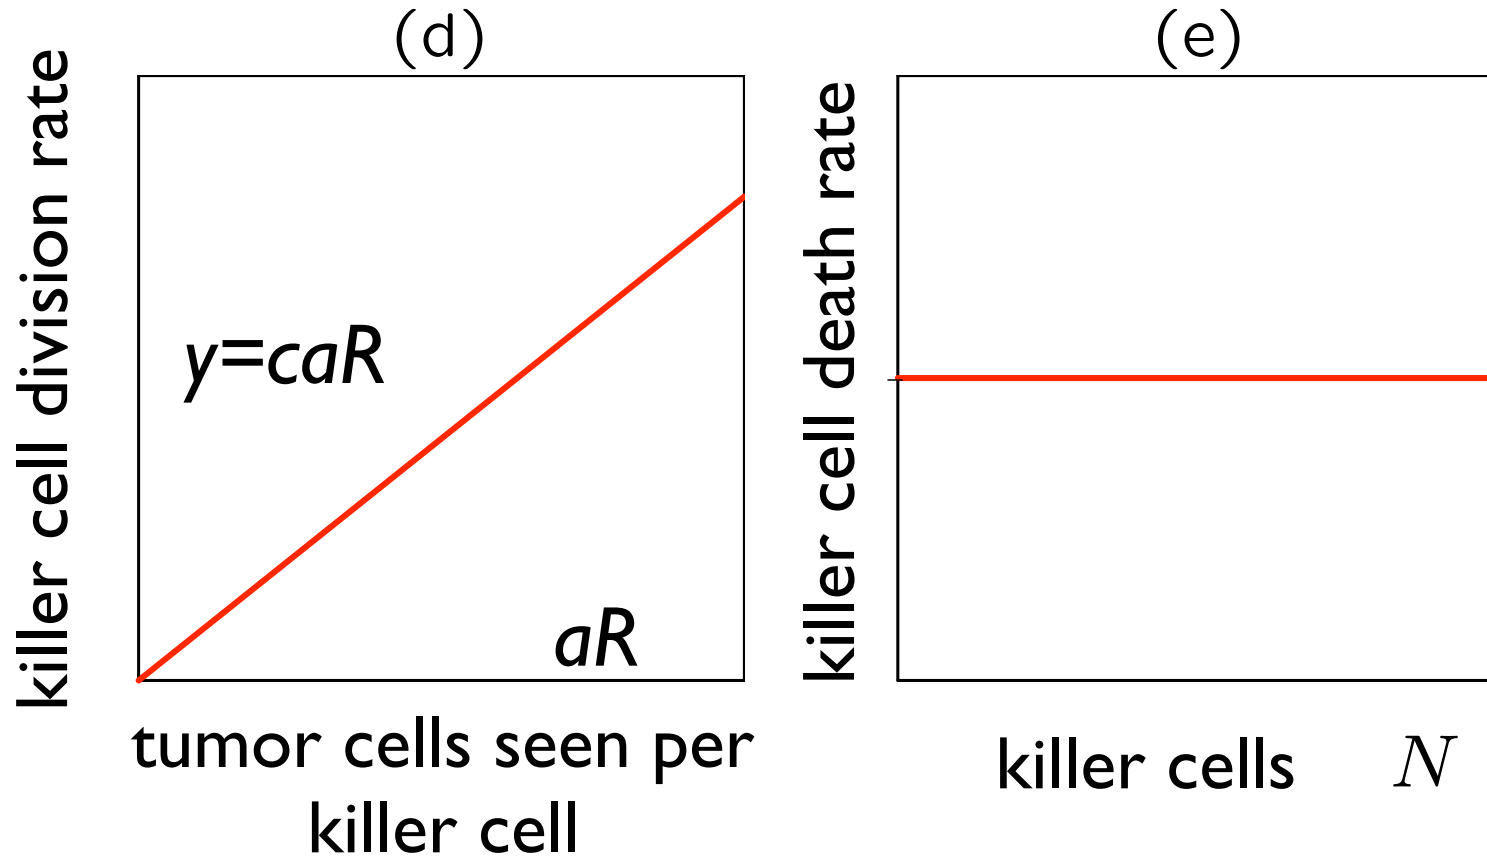 (d)
killer cell division rate
y=caR
aR
tumor cells seen per
killer cell
(e)
killer cell death rate
killer cells N